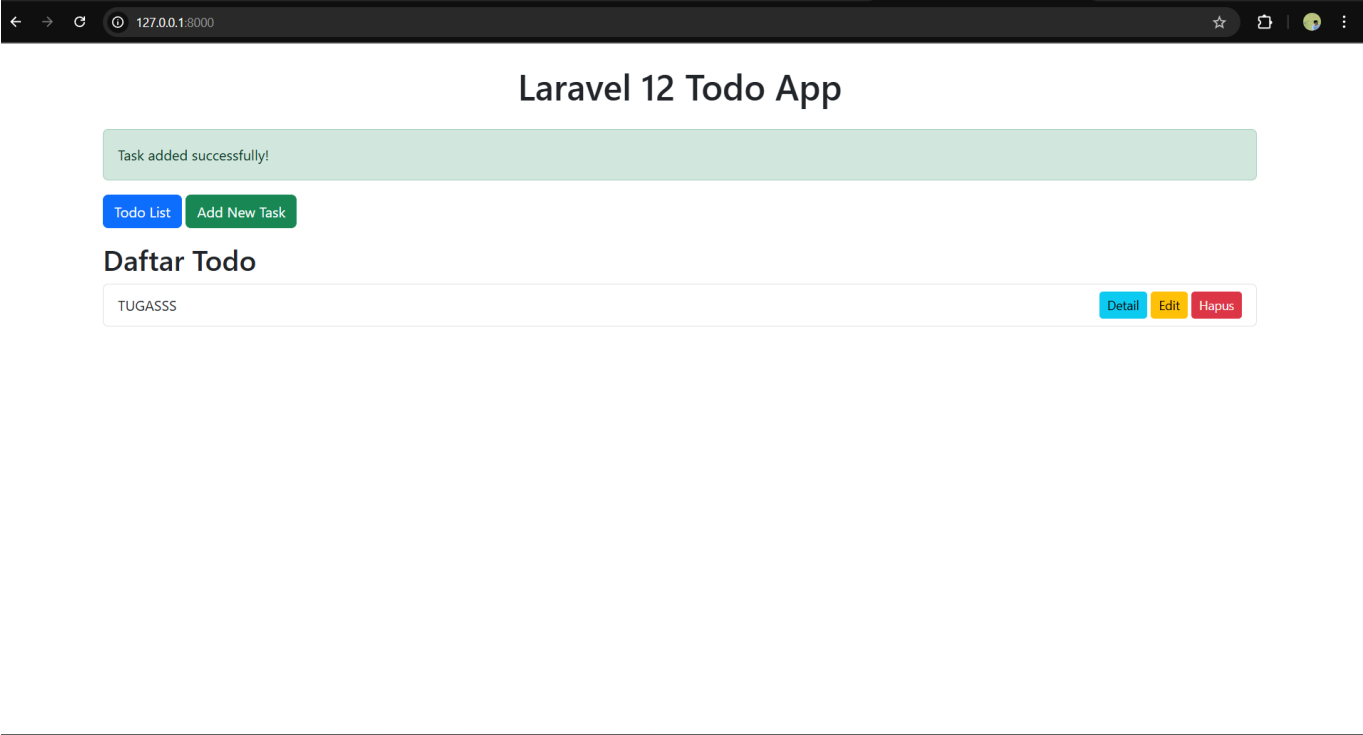 127.0.0.1:8000
Laravel 12 Todo App
Task added successfully!
Todo List Add New Task
Daftar Todo
TUGASSS Detail Edit Hapus